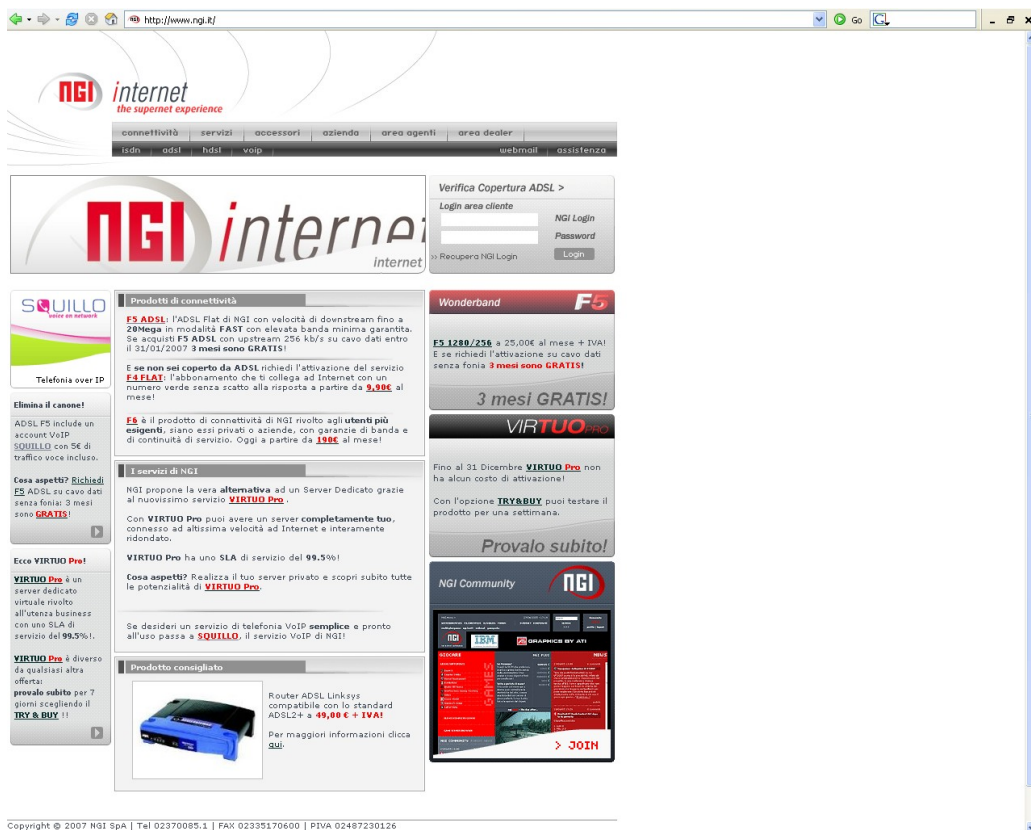 http://www.ngi.it/
Go
NGI internet
the supernet experience
connettività servizi accessori azienda area agenti area dealer
isdn adsl hdsl voip webmail assistenza
NGI internet
internet
Verifica Copertura ADSL >
Login area cliente
NGI Login
Password
>> Recupera NGI Login Login
SQUILLO
voice on network
Telefonia over IP
Elimina il canone!
ADSL F5 include un
account VoIP
SQUILLO con 5€ di
traffico voce incluso.
Cosa aspetti? Richiedi
F5 ADSL su cavo dati
senza fonia: 3 mesi
sono GRATIS!
Ecco VIRTUO Pro!
VIRTUO Pro è un
server dedicato
virtuale rivolto
all'utenza business
con uno SLA di
servizio del 99.5%!.
VIRTUO Pro è diverso
da qualsiasi altra
offerta:
provalo subito per 7
giorni scegliendo il
TRY & BUY !!
Prodotti di connettività
F5 ADSL: l'ADSL Flat di NGI con velocità di downstream fino a
20Mega in modalità FAST con elevata banda minima garantita.
Se acquisti F5 ADSL con upstream 256 kb/s su cavo dati entro
il 31/01/2007 3 mesi sono GRATIS!
E se non sei coperto da ADSL richiedi l'attivazione del servizio
F4 FLAT: l'abbonamento che ti collega ad Internet con un
numero verde senza scatto alla risposta a partire da 9,90€ al
mese!
F6 è il prodotto di connettività di NGI rivolto agli utenti più
esigenti, siano essi privati o aziende, con garanzie di banda e
di continuità di servizio. Oggi a partire da 190€ al mese!
I servizi di NGI
NGI propone la vera alternativa ad un Server Dedicato grazie
al nuovissimo servizio VIRTUO Pro .
Con VIRTUO Pro puoi avere un server completamente tuo,
connesso ad altissima velocità ad Internet e interamente
ridondato.
VIRTUO Pro ha uno SLA di servizio del 99.5%!
Cosa aspetti? Realizza il tuo server privato e scopri subito tutte
le potenzialità di VIRTUO Pro.
Se desideri un servizio di telefonia VoIP semplice e pronto
all'uso passa a SQUILLO, il servizio VoIP di NGI!
Prodotto consigliato
Router ADSL Linksys
compatibile con lo standard
ADSL2+ a 49,00 € + IVA!
Per maggiori informazioni clicca
qui.
Wonderband F5
F5 1280/256 a 25,00€ al mese + IVA!
E se richiedi l'attivazione su cavo dati
senza fonia 3 mesi sono GRATIS!
3 mesi GRATIS!
VIRTUO PRO
Fino al 31 Dicembre VIRTUO Pro non
ha alcun costo di attivazione!
Con l'opzione TRY&BUY puoi testare il
prodotto per una settimana.
Provalo subito!
NGI Community NGI
NGI IBM GRAPHICS BY ATI
GIOCARE NGI PLUS NEWS
GAMES
> JOIN
Copyright © 2007 NGI SpA | Tel 02370085.1 | FAX 02335170600 | PIVA 02487230126